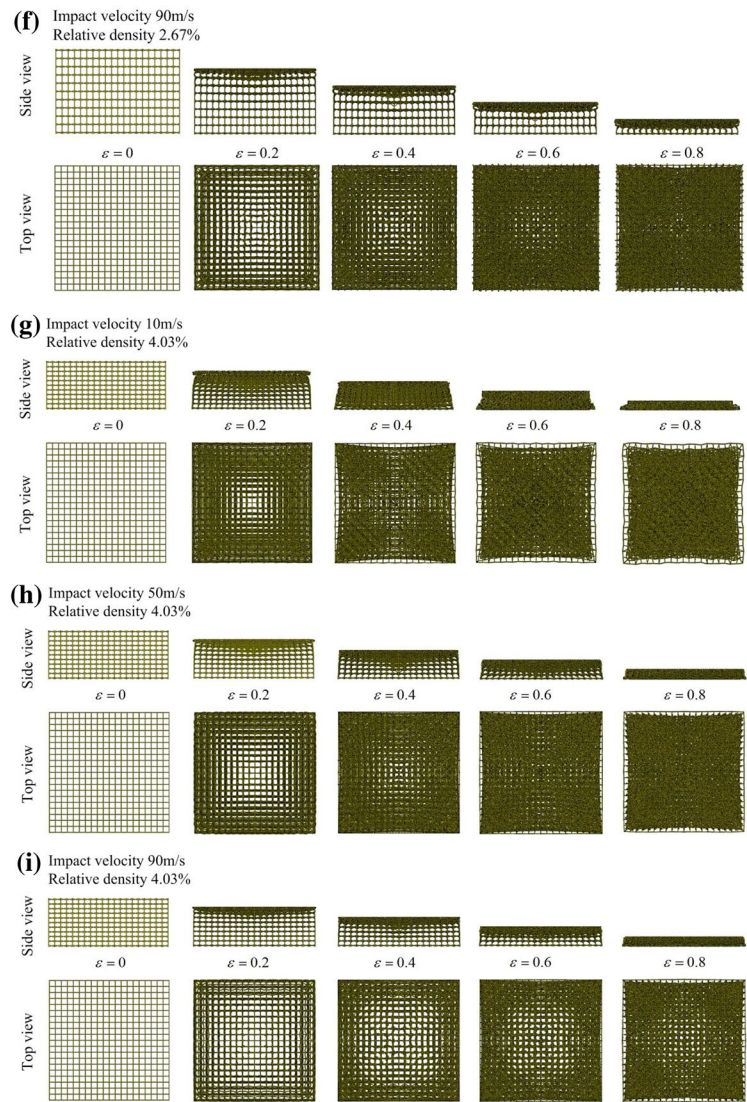 (f) Impact velocity 90m/s
Relative density 2.67%
Side view
ε = 0 ε = 0.2 ε = 0.4 ε = 0.6 ε = 0.8
Top view
(g) Impact velocity 10m/s
Relative density 4.03%
Side view
ε = 0 ε = 0.2 ε = 0.4 ε = 0.6 ε = 0.8
Top view
(h) Impact velocity 50m/s
Relative density 4.03%
Side view
ε = 0 ε = 0.2 ε = 0.4 ε = 0.6 ε = 0.8
Top view
(i) Impact velocity 90m/s
Relative density 4.03%
Side view
ε = 0 ε = 0.2 ε = 0.4 ε = 0.6 ε = 0.8
Top view